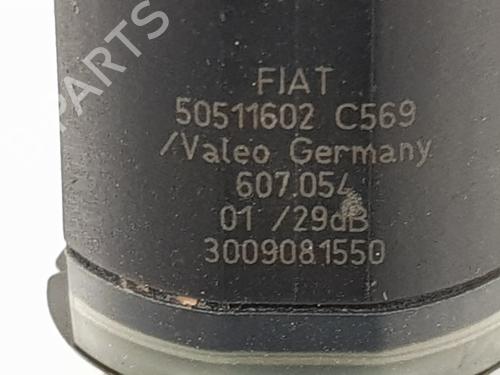 PARTS
FIAT
50511602 C569
/Valeo Germany
607.054
01 /29dB
3009081550